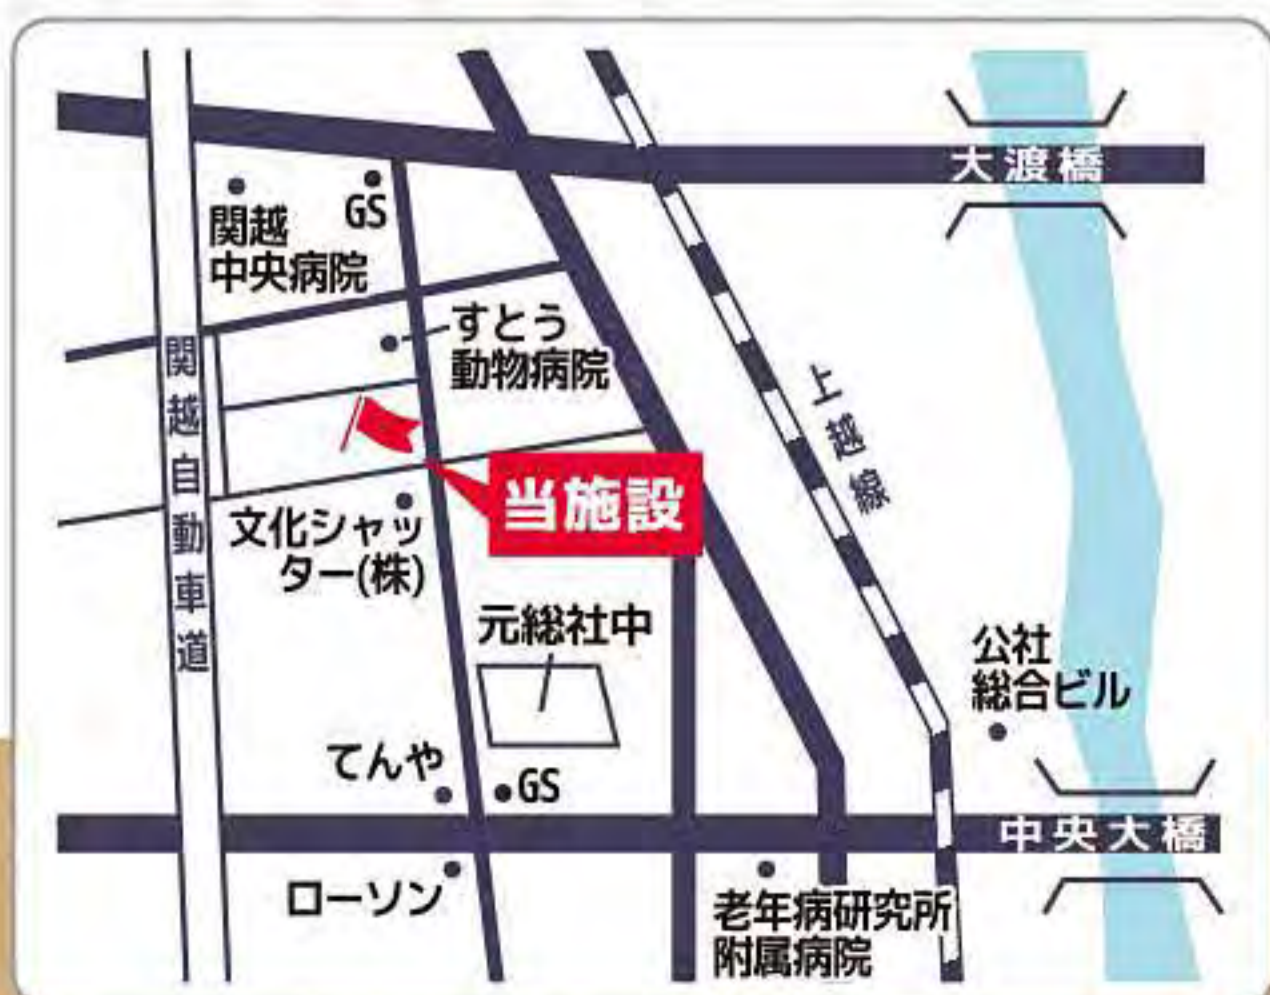 大渡橋
関越
中央病院
GS
すとう
動物病院
関越自動車道
上越線
当施設
文化シャッ
ター(株)
元総社中
公社
総合ビル
てんや
GS
中央大橋
ローソン
老年病研究所
附属病院